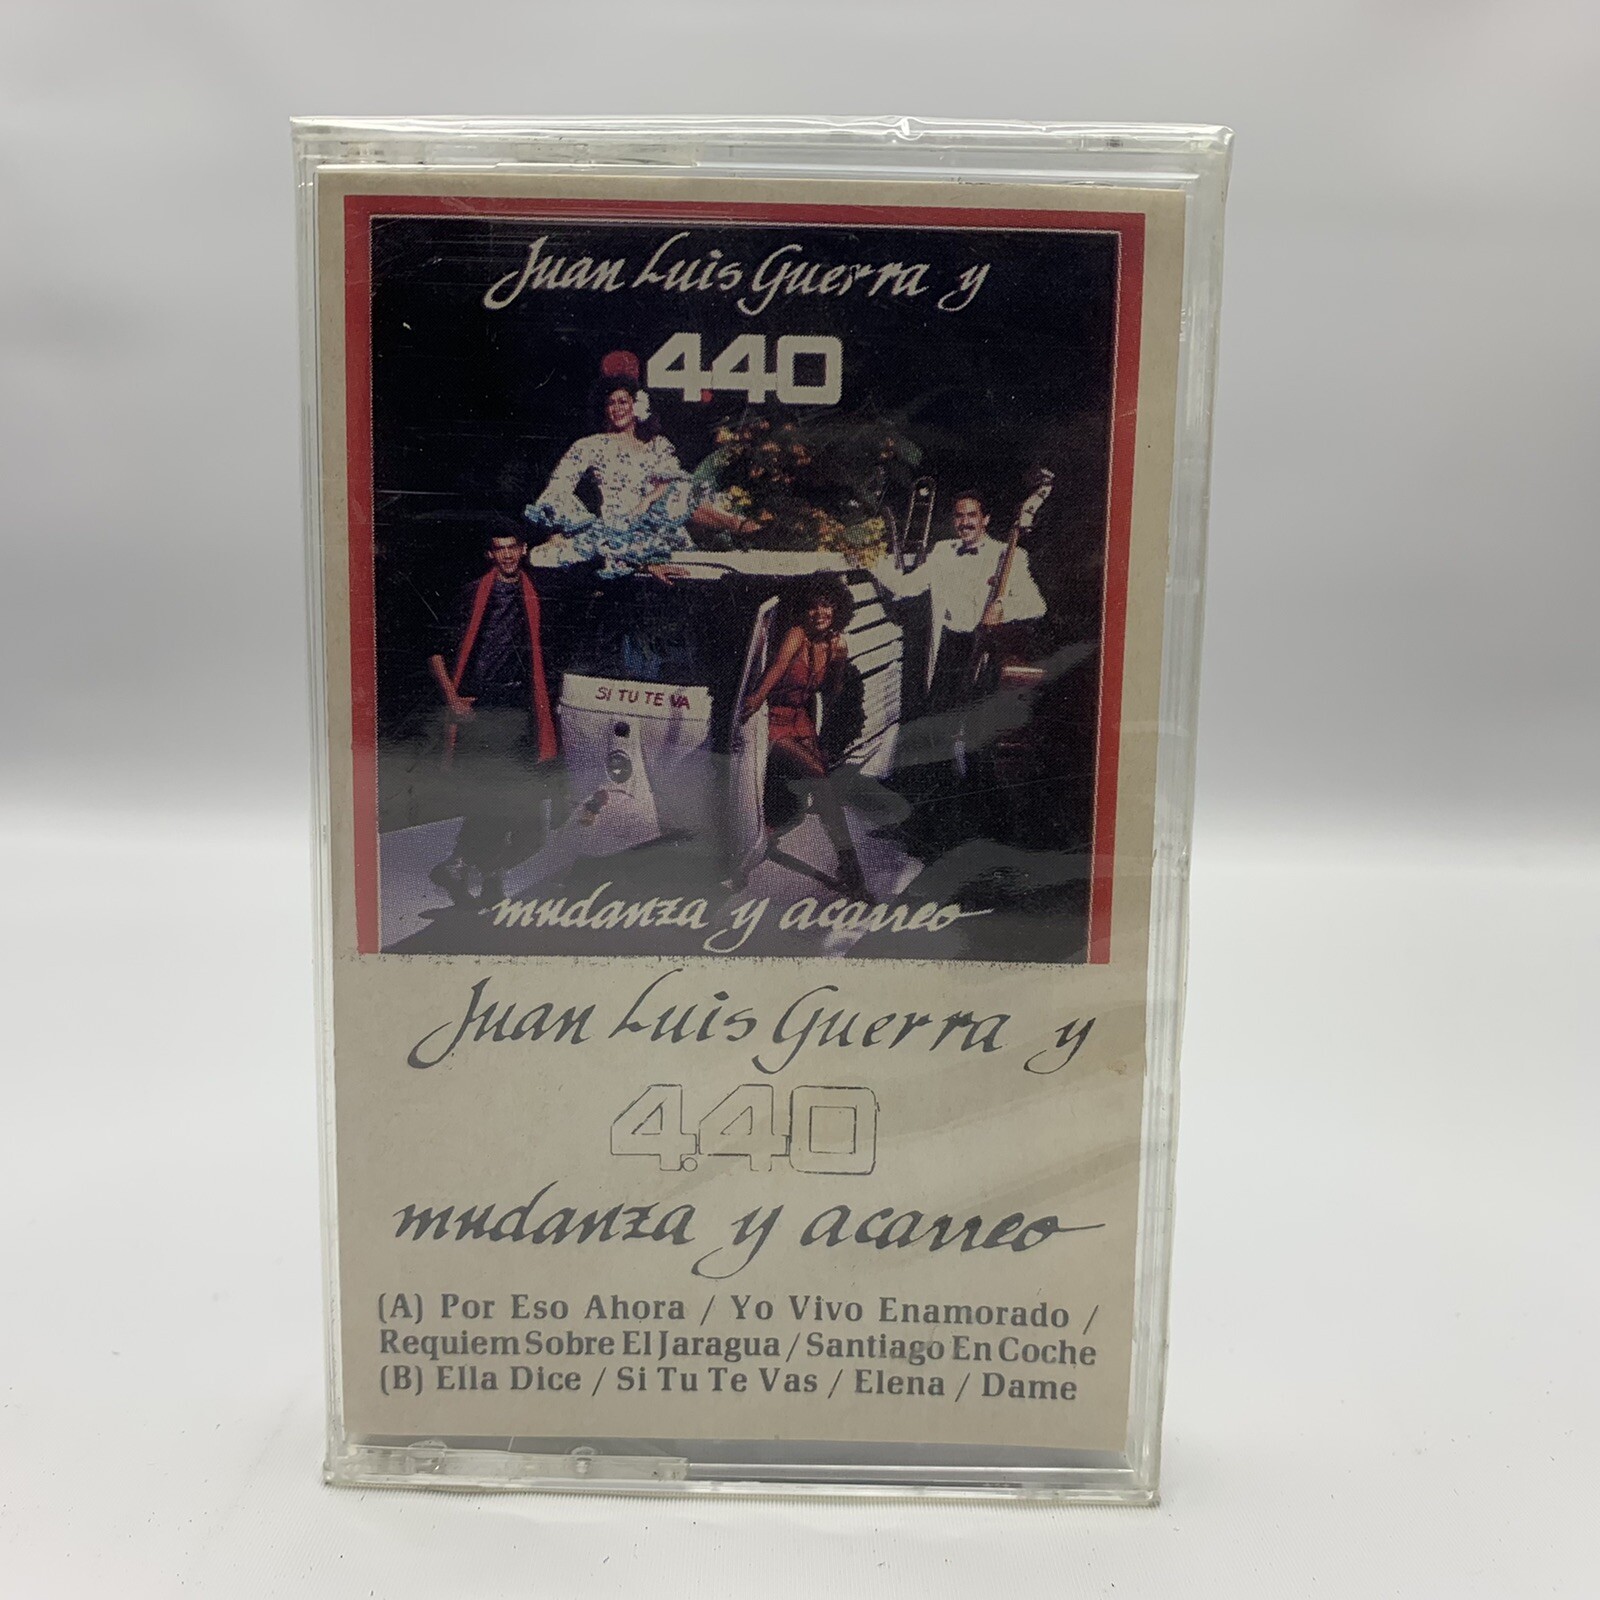 Juan Luis Guerra y
4.40
SI TU TE VA
mudanza y acarreo
Juan Luis Guerra y
4.40
mudanza y acarreo
(A) Por Eso Ahora / Yo Vivo Enamorado /
Requiem Sobre El Jaragua / Santiago En Coche
(B) Ella Dice / Si Tu Te Vas / Elena / Dame